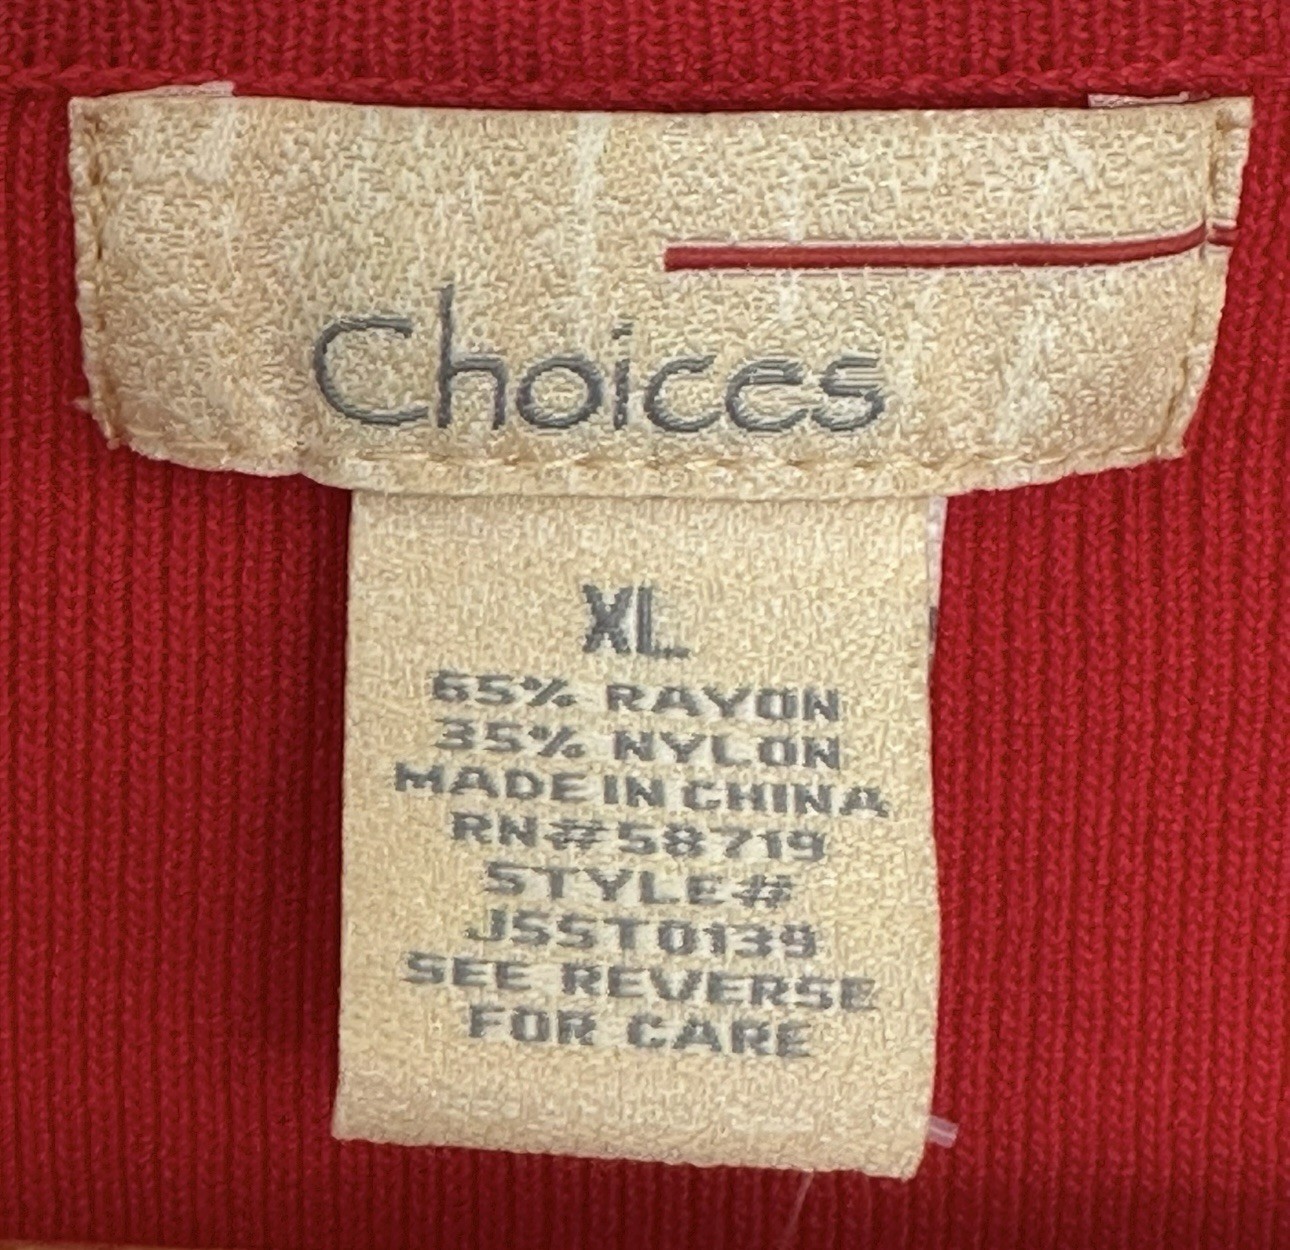 Choices
XL
65% RAYON
35% NYLON
MADE IN CHINA
RN#58719
STYLE#
JSST0139
SEE REVERSE
FOR CARE